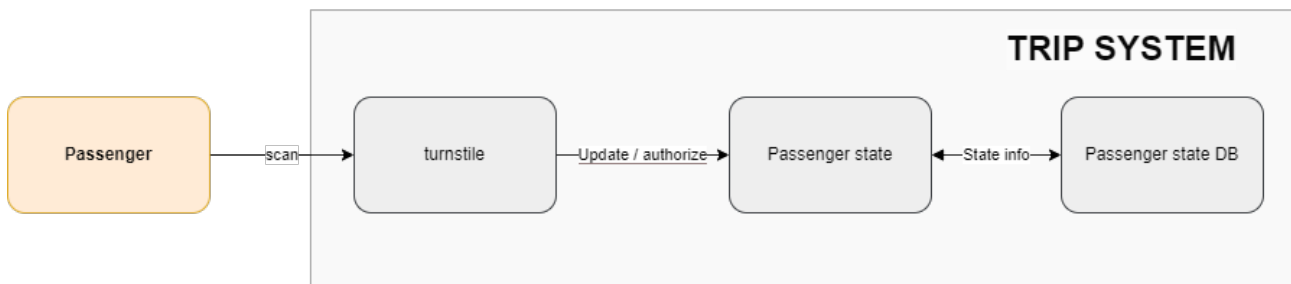 TRIP SYSTEM
Passenger
scan
turnstile
Update / authorize
Passenger state
State info
Passenger state DB